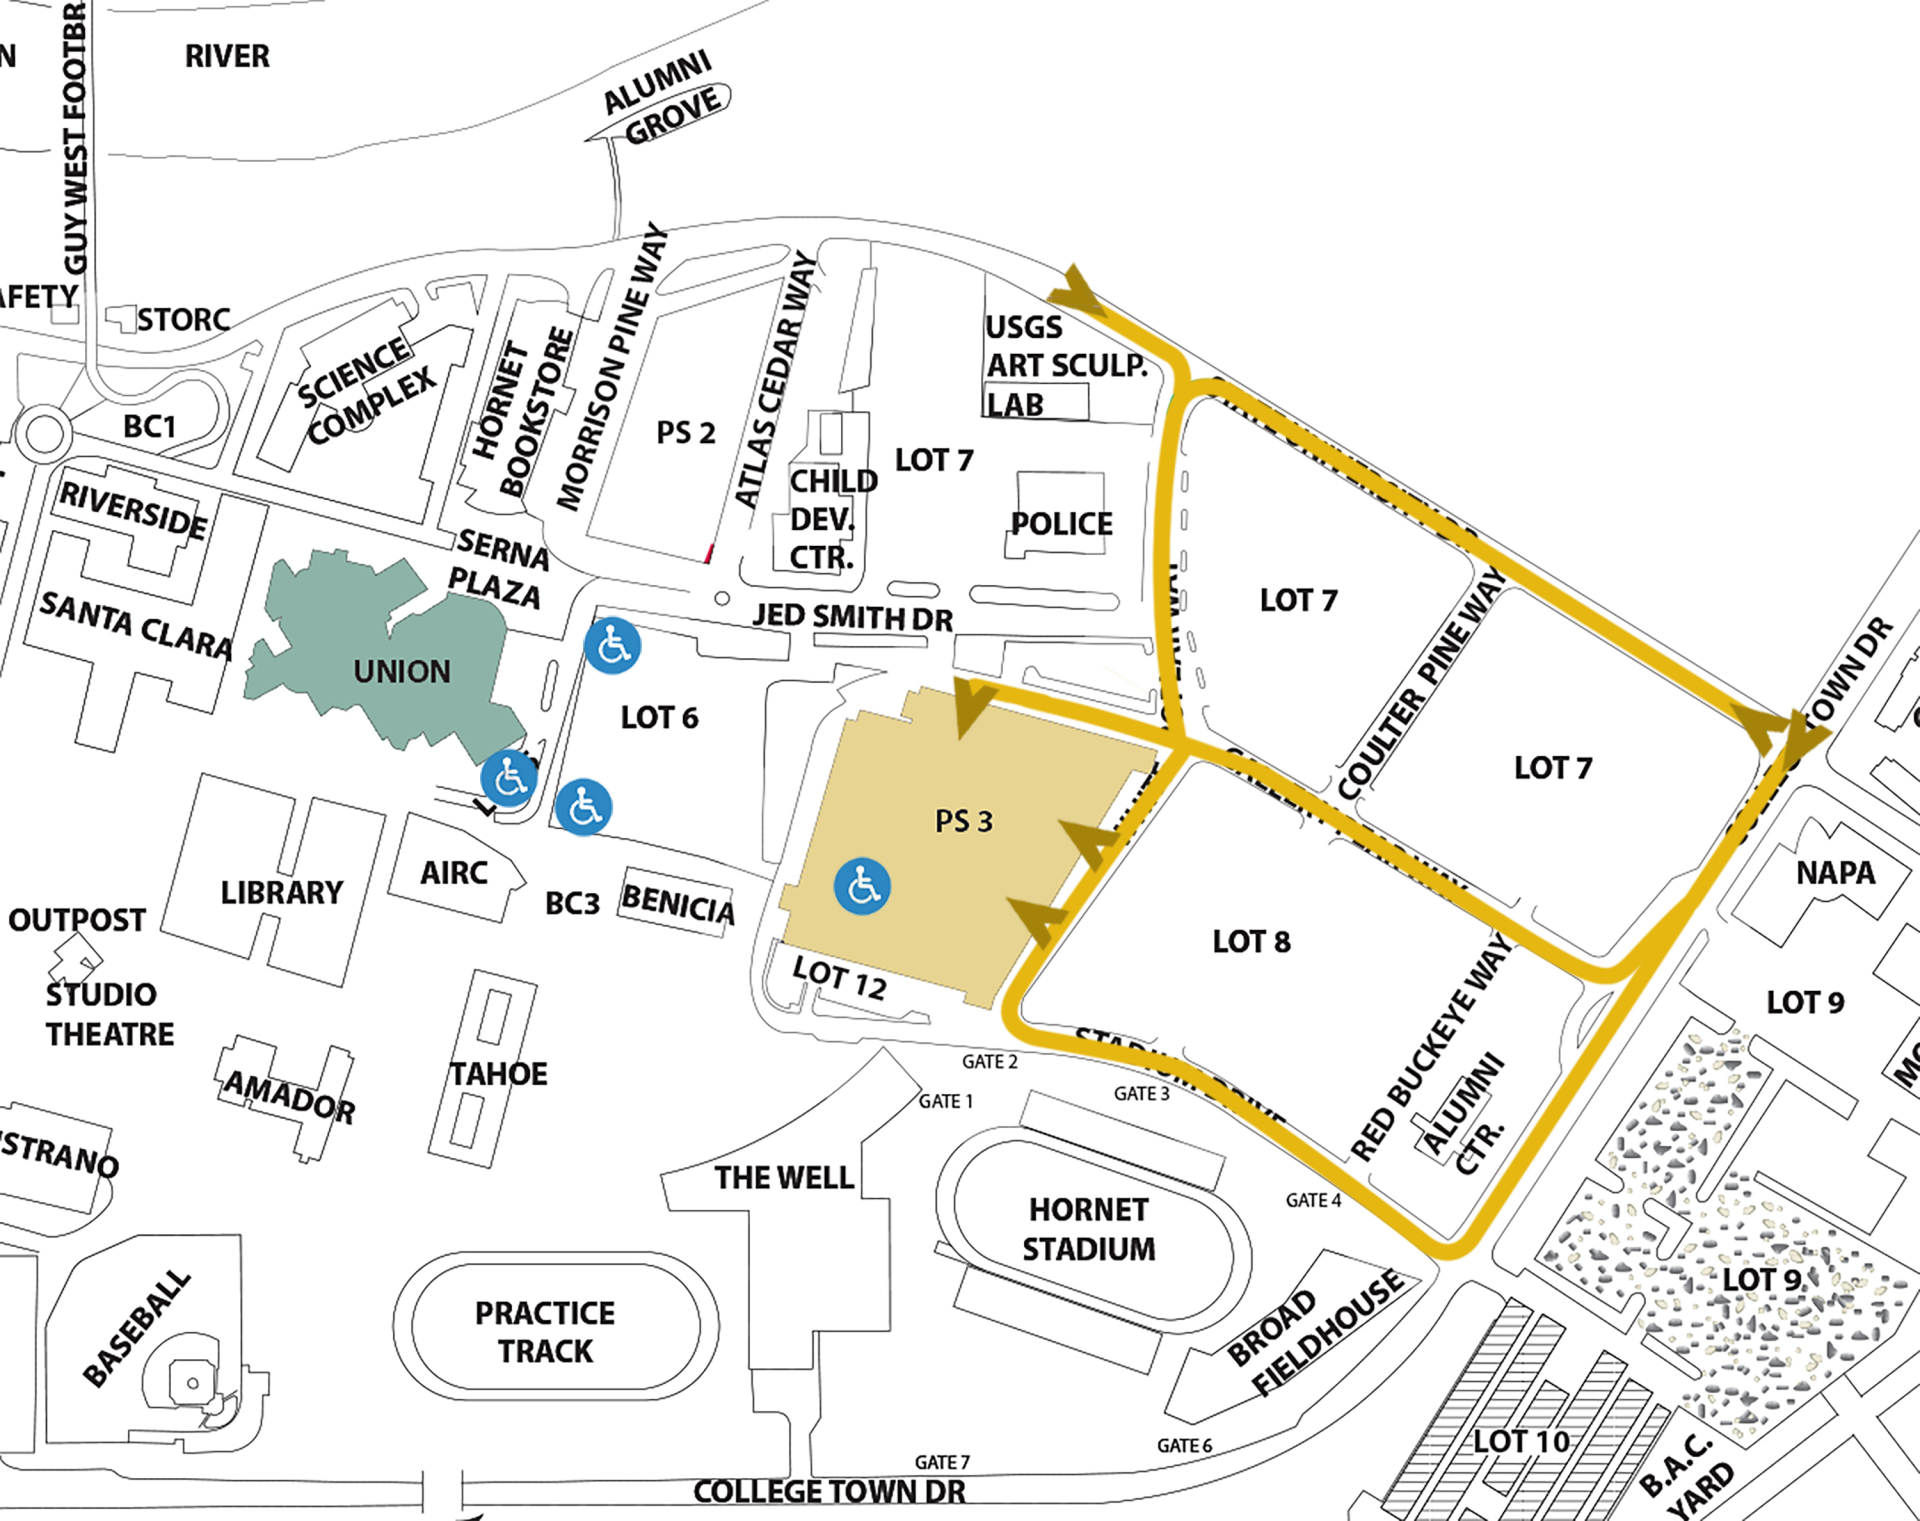 N
RIVER
GUY WEST FOOTBR
ALUMNI
GROVE
AFETY
STORC
BC1
SCIENCE
COMPLEX
HORNET
BOOKSTORE
MORRISON PINE WAY
PS 2
ATLAS CEDAR WAY
CHILD
DEV.
CTR.
LOT 7
USGS
ART SCULP.
LAB
POLICE
RIVERSIDE
SANTA CLARA
SERNA
PLAZA
UNION
JED SMITH DR
LOT 6
LOT 7
COULTER PINE WAY
LOT 7
TOWN DR
PS 3
LIBRARY
AIRC
BC3
BENICIA
NAPA
OUTPOST
STUDIO
THEATRE
LOT 12
LOT 8
LOT 9
RED BUCKEYE WAY
ALUMNI
CTR.
STADIUM DRIVE
AMADOR
TAHOE
GATE 2
GATE 1
GATE 3
GATE 4
STRANO
THE WELL
HORNET
STADIUM
LOT 9
BASEBALL
PRACTICE
TRACK
BROAD
FIELDHOUSE
GATE 6
GATE 7
COLLEGE TOWN DR
LOT 10
B.A.C.
YARD